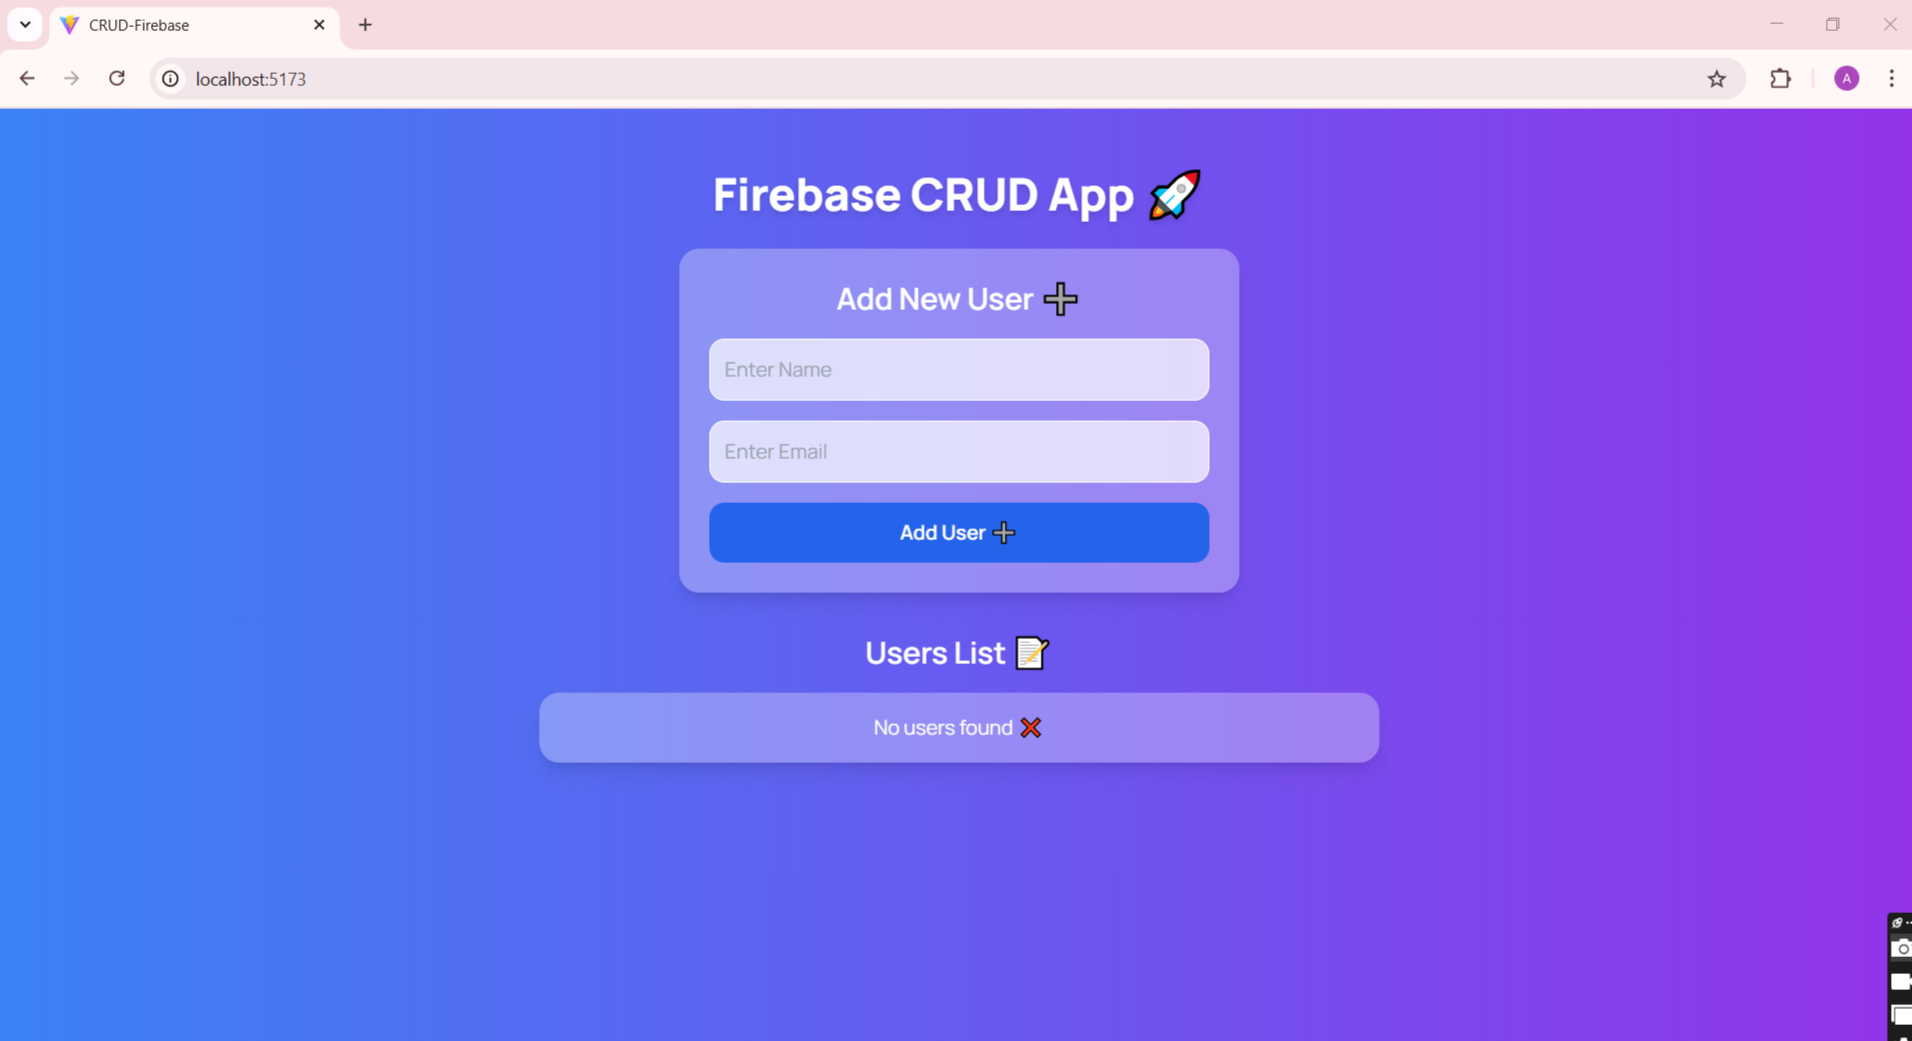 CRUD-Firebase
localhost:5173
A
Firebase CRUD App 🚀
Add New User ➕
Enter Name
Enter Email
Add User ➕
Users List 📝
No users found ❌